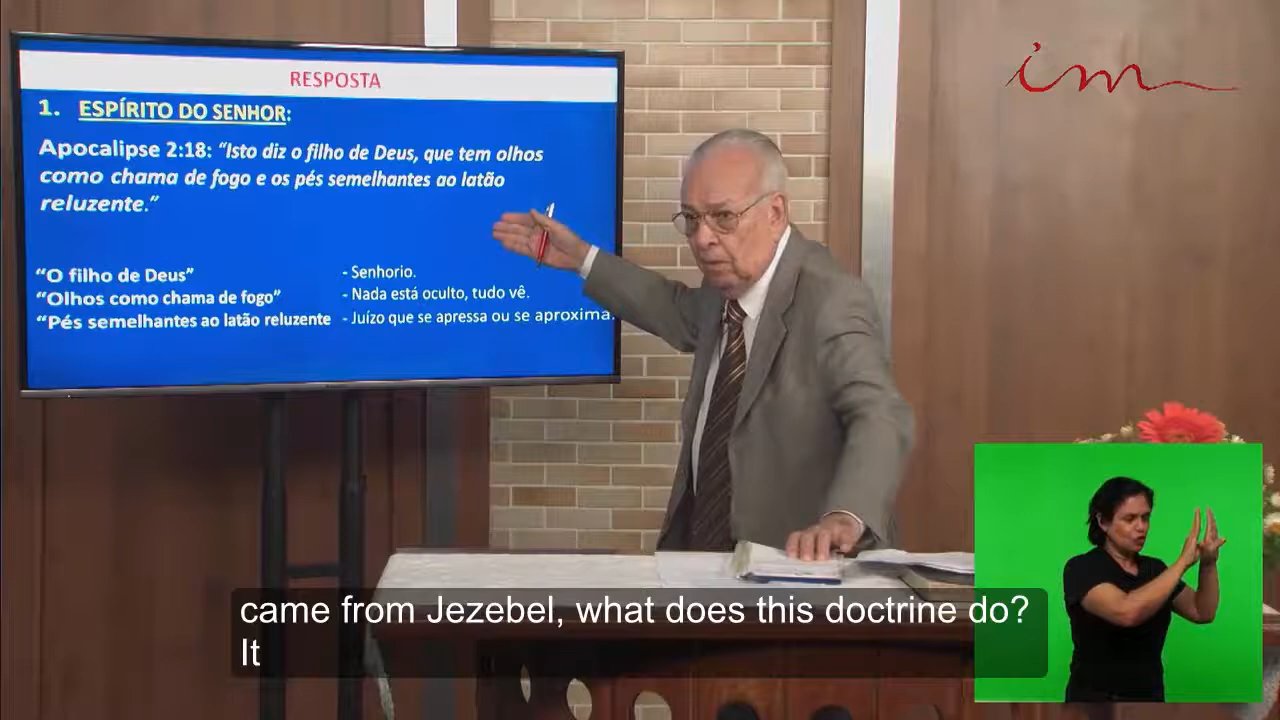 im
RESPOSTA
1. ESPÍRITO DO SENHOR:
Apocalipse 2:18: “Isto diz o filho de Deus, que tem olhos
como chama de fogo e os pés semelhantes ao latão
reluzente.”
“O filho de Deus” - Senhorio.
“Olhos como chama de fogo” - Nada está oculto, tudo vê.
“Pés semelhantes ao latão reluzente - Juízo que se apressa ou se aproxima.
came from Jezebel, what does this doctrine do?
It